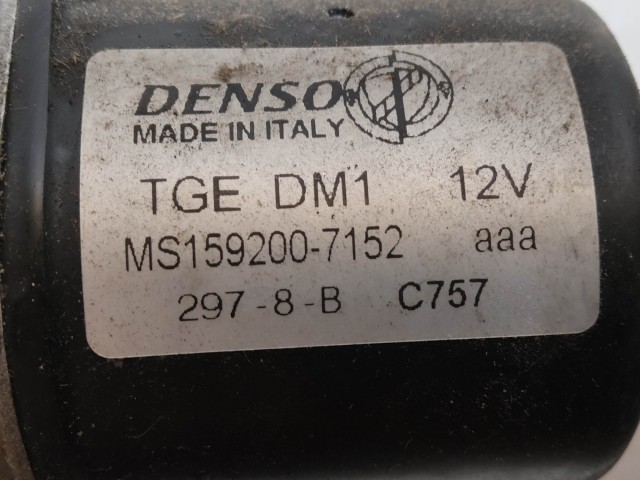 DENSO
MADE IN ITALY
TGE DM1 12V
MS159200-7152 aaa
297-8-B C757